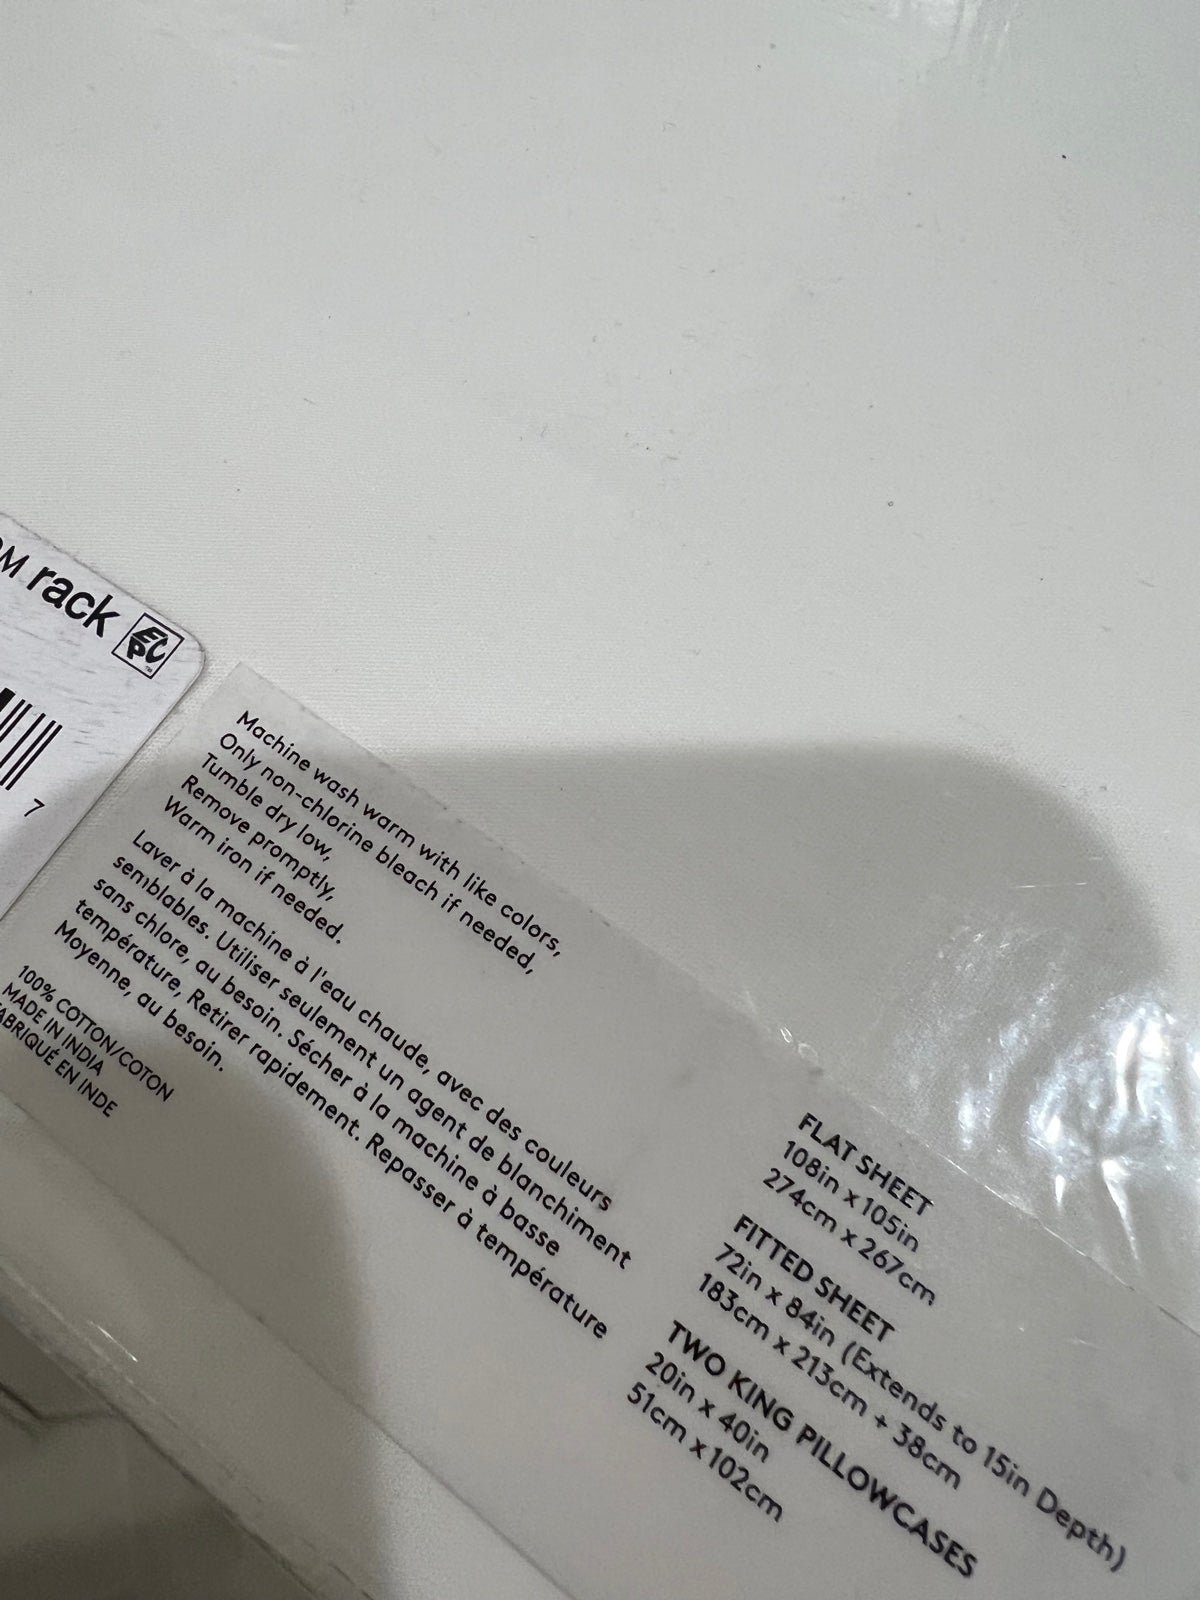 OM rack
EPC
TM
7
Machine wash warm with like colors,
Only non-chlorine bleach if needed,
Tumble dry low,
Remove promptly,
Warm iron if needed.
Laver à la machine à l'eau chaude, avec des couleurs
semblables. Utiliser seulement un agent de blanchiment
sans chlore, au besoin. Sécher à la machine à basse
température, Retirer rapidement. Repasser à température
Moyenne, au besoin.
100% COTTON/COTON
MADE IN INDIA
FABRIQUÉ EN INDE
FLAT SHEET
108in x 105in
274cm x 267cm
FITTED SHEET
72in x 84in (Extends to 15in Depth)
183cm x 213cm + 38cm
TWO KING PILLOWCASES
20in x 40in
51cm x 102cm